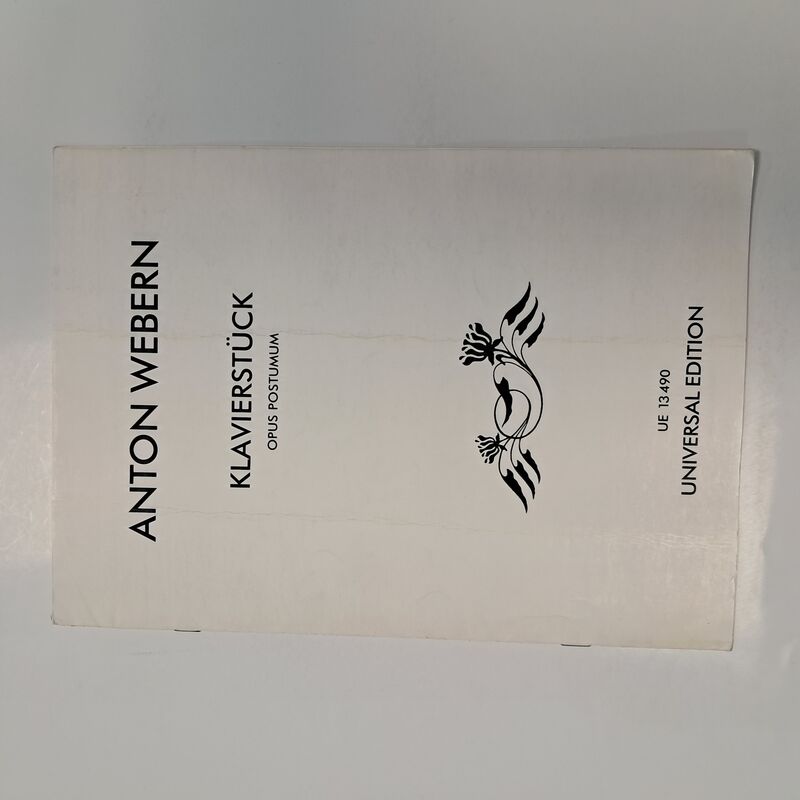 ANTON WEBERN
KLAVIERSTÜCK
OPUS POSTUMUM
UE 13 490
UNIVERSAL EDITION